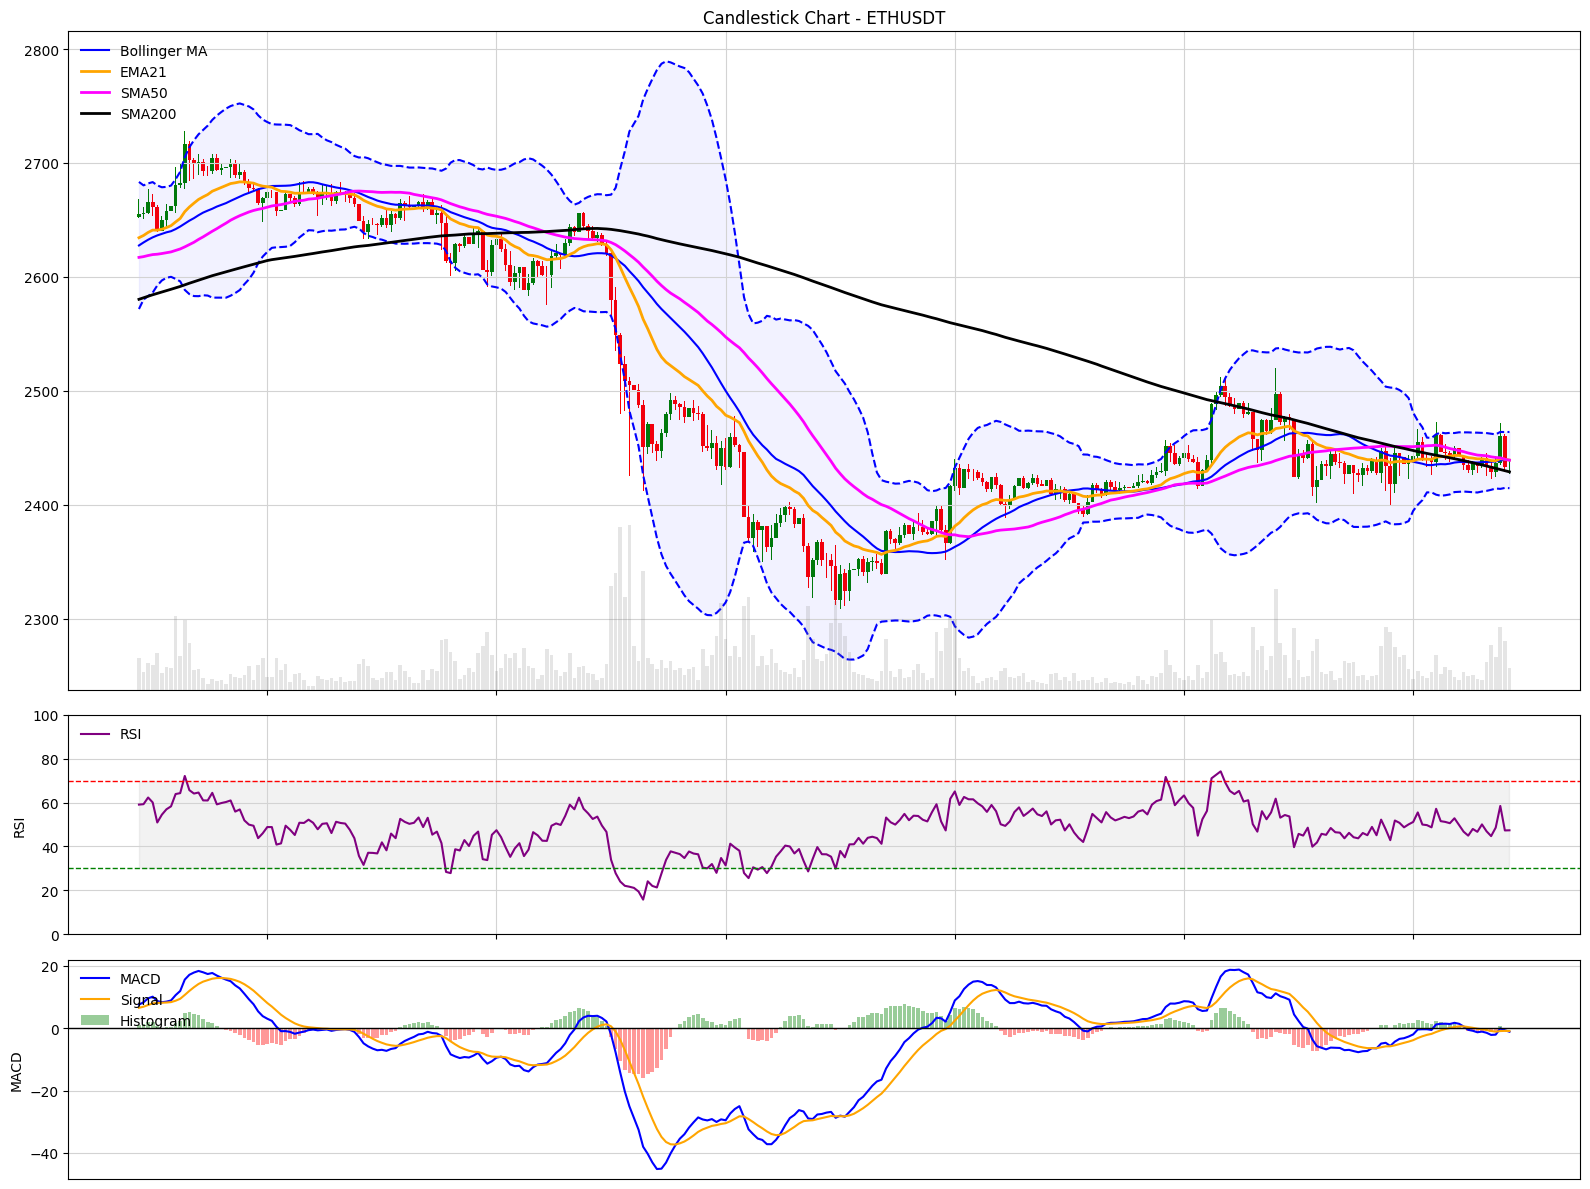 Candlestick Chart - ETHUSDT
Bollinger MA
EMA21
SMA50
SMA200
2800
2700
2600
2500
2400
2300
RSI
RSI
100
80
60
40
20
0
MACD
Signal
Histogram
MACD
20
0
−20
−40